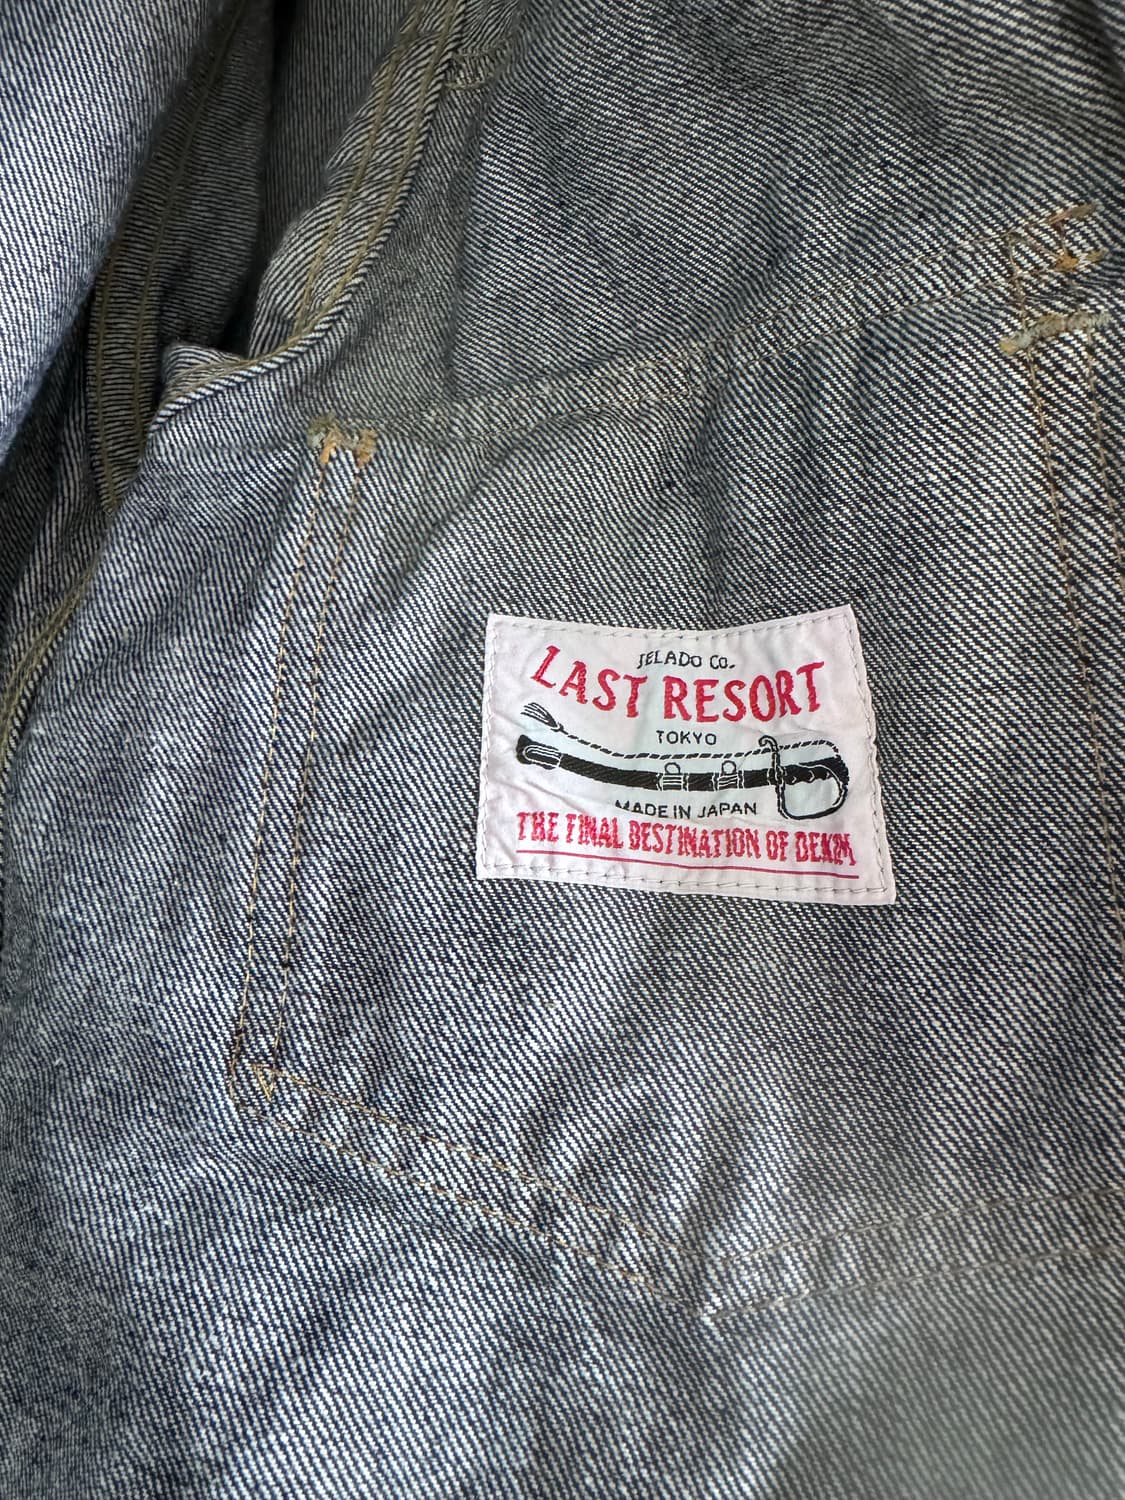 JELADO CO.
LAST RESORT
TOKYO
MADE IN JAPAN
THE FINAL DESTINATION OF DENIM